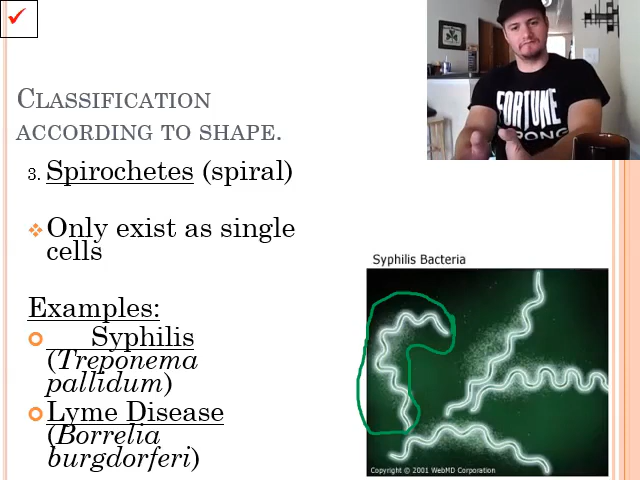 CLASSIFICATION
ACCORDING TO SHAPE.
3. Spirochetes (spiral)
Only exist as single
cells
Examples:
Syphilis
(Treponema
pallidum)
Lyme Disease
(Borrelia
burgdorferi)
FORTUNE
Syphilis Bacteria
Copyright © 2001 WebMD Corporation